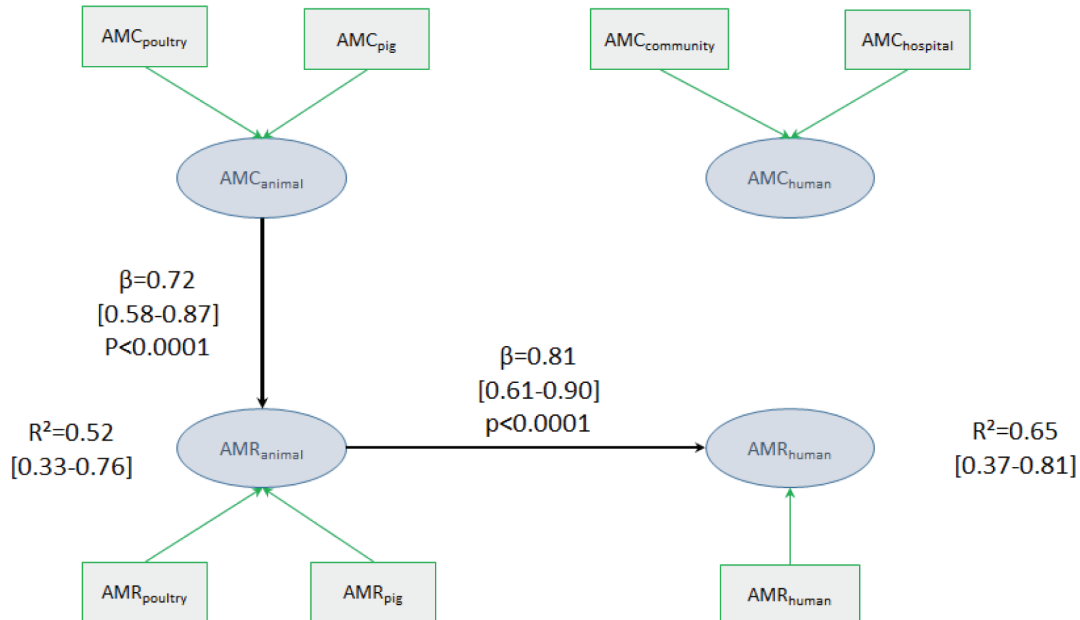 AMCpoultry
AMCpig
AMCcommunity
AMChospital
AMCanimal
AMChuman
β=0.72
[0.58-0.87]
P<0.0001
β=0.81
[0.61-0.90]
p<0.0001
R²=0.52
[0.33-0.76]
AMRanimal
AMRhuman
R²=0.65
[0.37-0.81]
AMRpoultry
AMRpig
AMRhuman